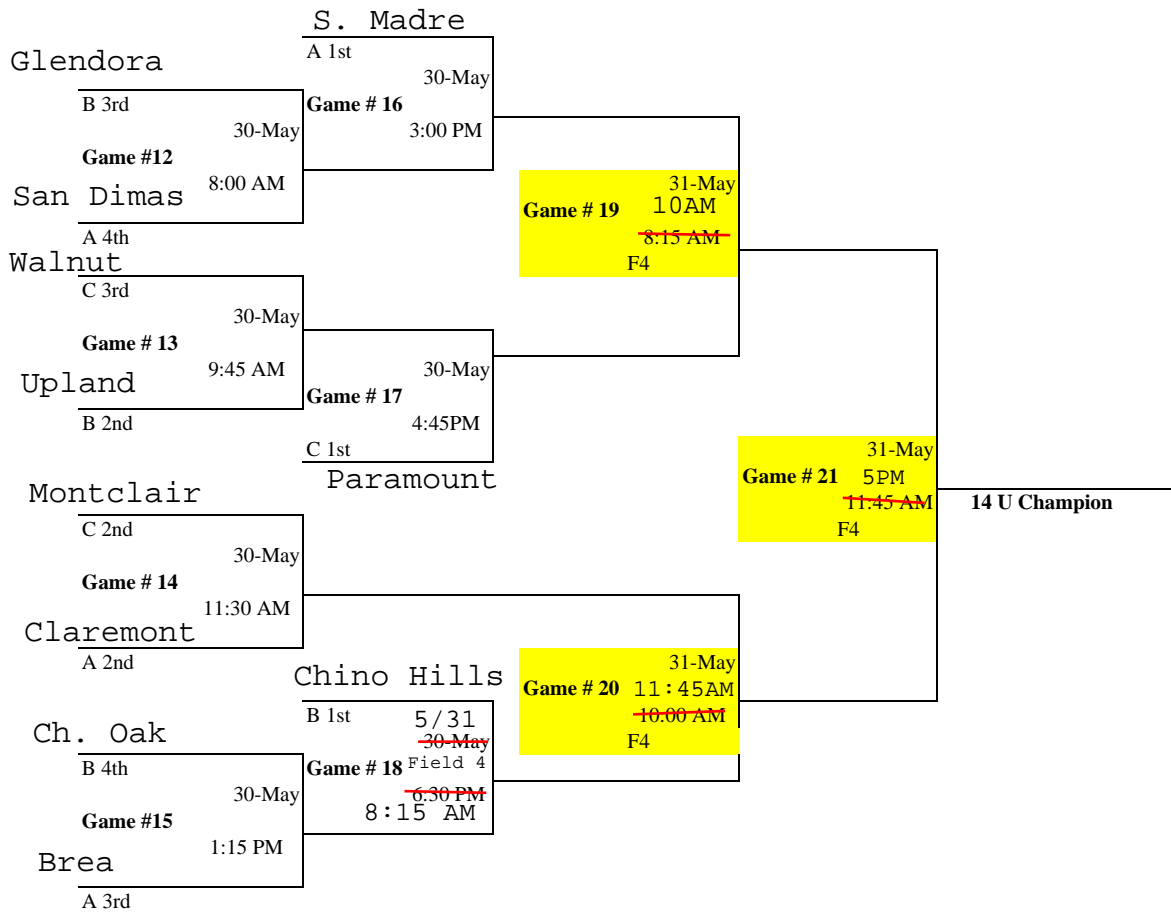 S. Madre
A 1st
Glendora
30-May
B 3rd
Game # 16
30-May
3:00 PM
Game #12
8:00 AM
31-May
San Dimas
Game # 19
10AM
A 4th
8:15 AM
Walnut
F4
C 3rd
30-May
Game # 13
9:45 AM
30-May
Upland
Game # 17
B 2nd
4:45PM
C 1st
31-May
Paramount
Game # 21
5PM
Montclair
11:45 AM
14 U Champion
C 2nd
F4
30-May
Game # 14
11:30 AM
Claremont
A 2nd
31-May
Chino Hills
Game # 20
11:45AM
B 1st
5/31
10:00 AM
Ch. Oak
30-May
F4
B 4th
Game # 18
Field 4
30-May
6:30 PM
Game #15
8:15 AM
1:15 PM
Brea
A 3rd